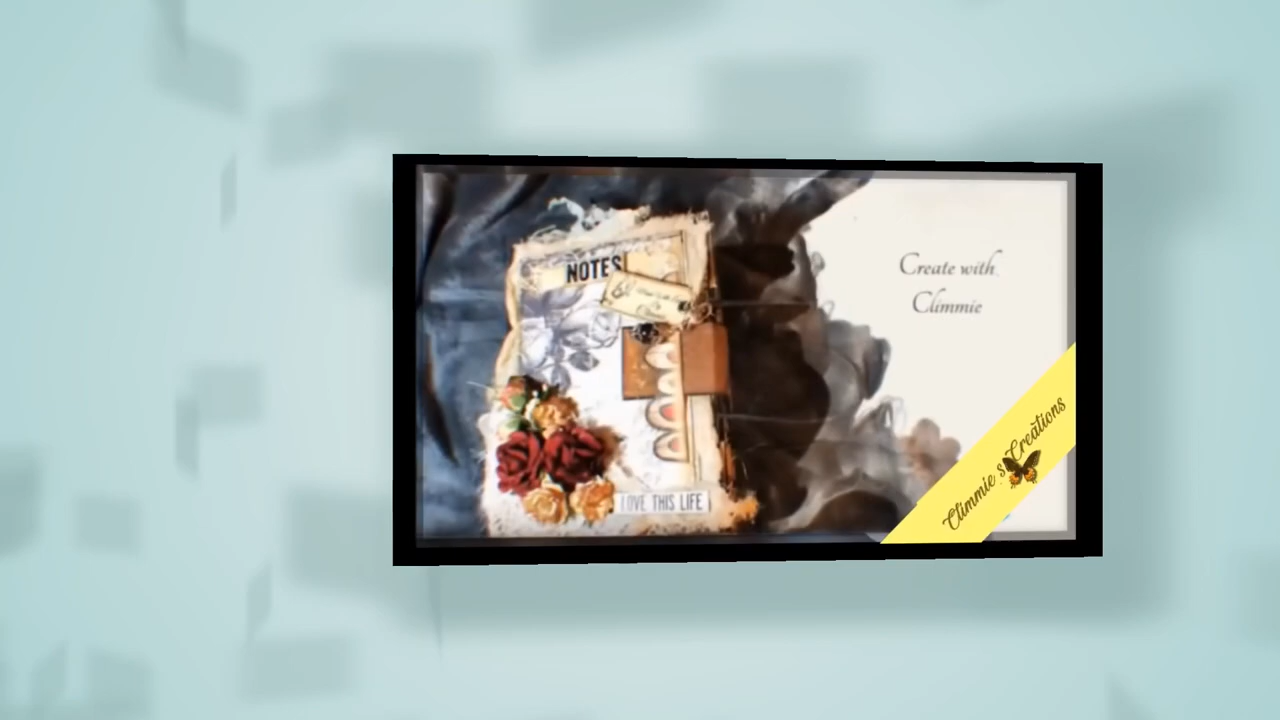 NOTES
LOVE THIS LIFE
Create with
Climmie
Climmie's Creations